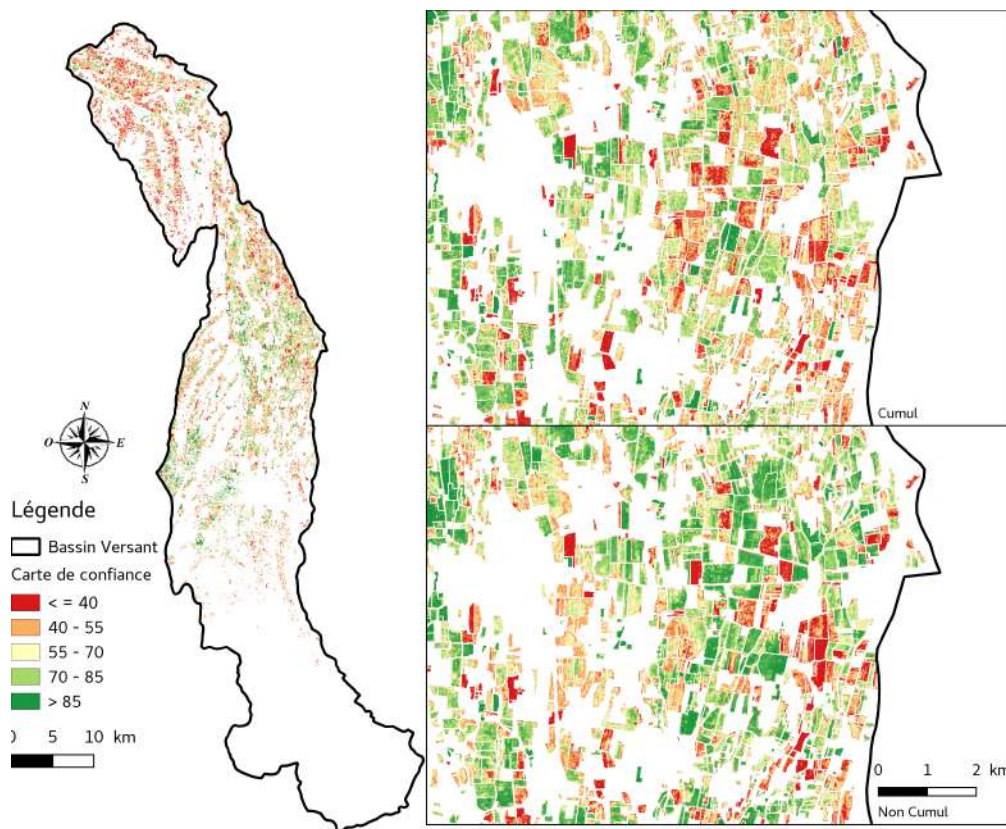 N
O E
S
Légende
Bassin Versant
Carte de confiance
< = 40
40 - 55
55 - 70
70 - 85
> 85
0 5 10 km
Cumul
0 1 2 km
Non Cumul